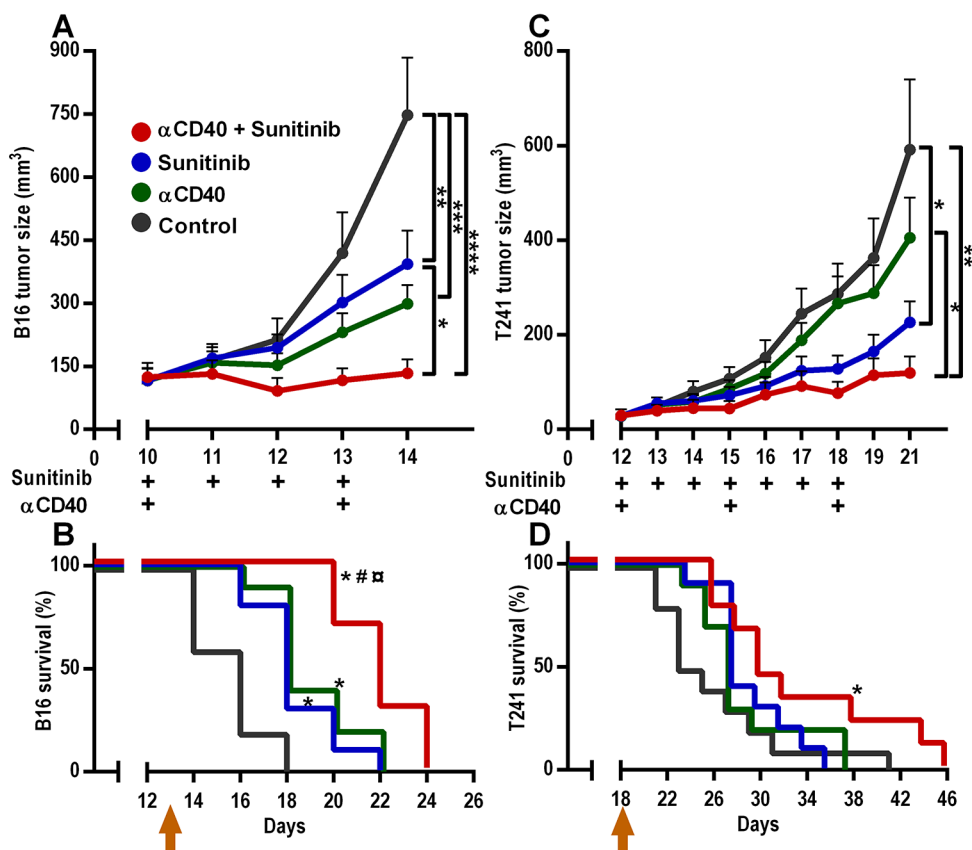 A
B16 tumor size (mm³)
900
750
600
450
300
150
0
αCD40 + Sunitinib
Sunitinib
αCD40
Control
**
***
****
*
0 10 11 12 13 14
Sunitinib + + + +
αCD40 + +
C
T241 tumor size (mm³)
800
600
400
200
0
*
**
*
0 12 13 14 15 16 17 18 19 21
Sunitinib + + + + + + +
αCD40 + + +
B
B16 survival (%)
100
50
0
* # ¤
*
*
12 14 16 18 20 22 24 26
Days
D
T241 survival (%)
100
50
0
*
18 22 26 30 34 38 42 46
Days